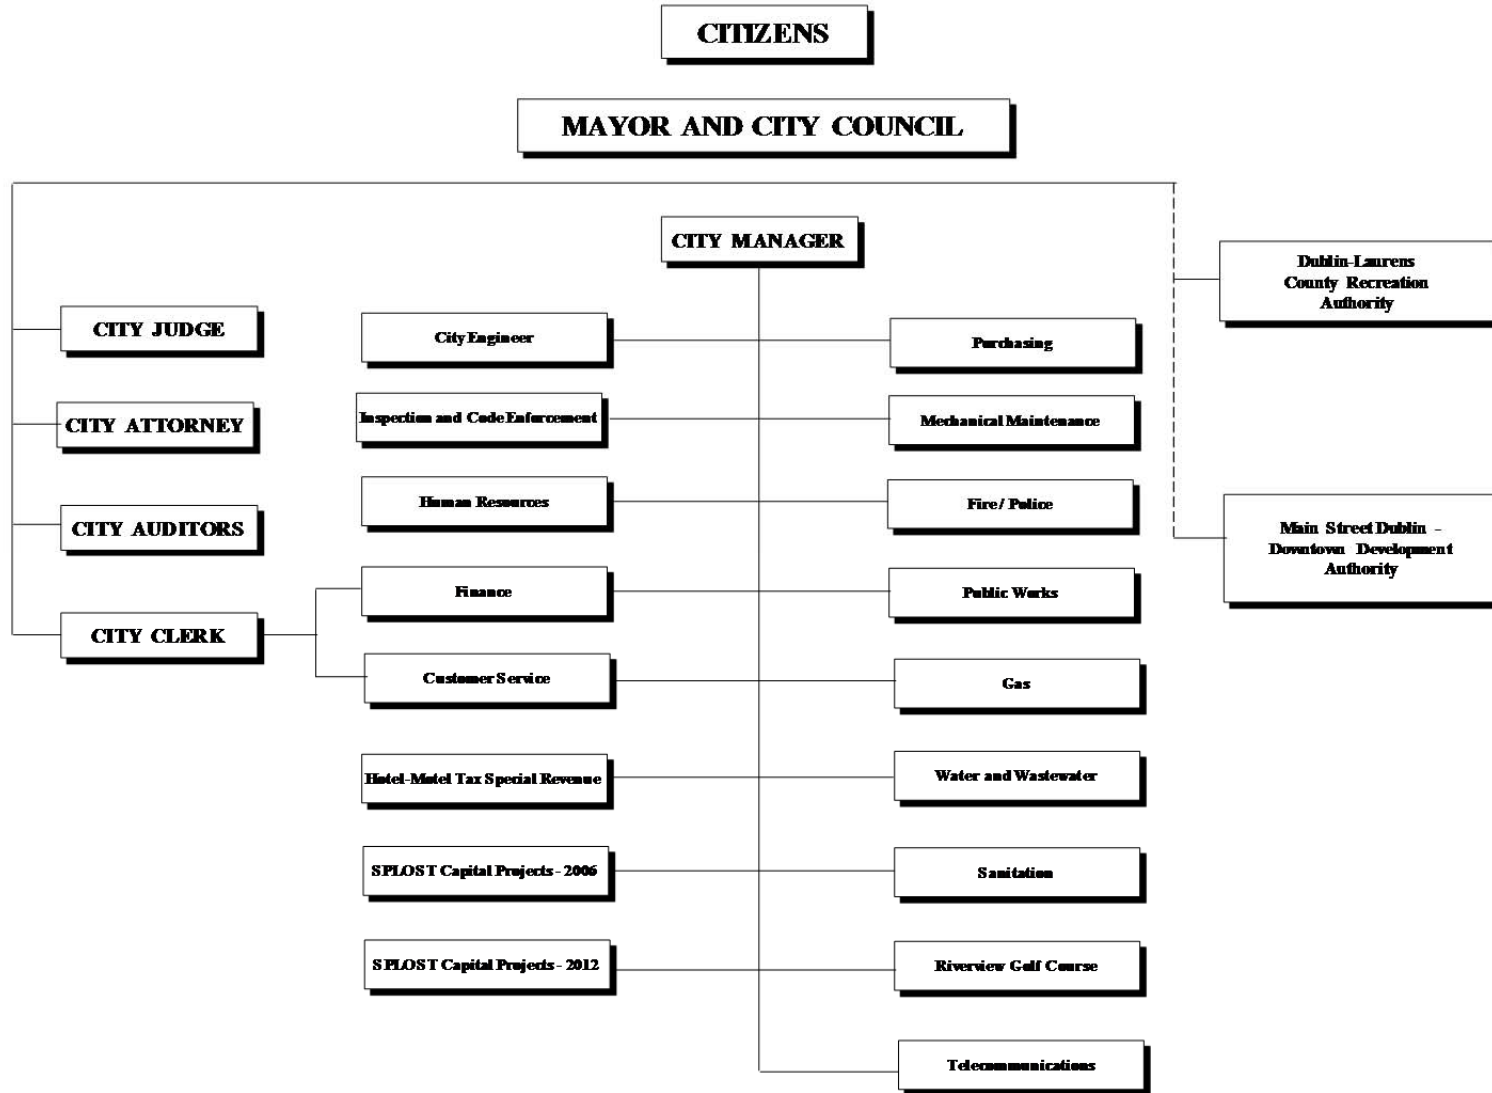 CITIZENS
MAYOR AND CITY COUNCIL
CITY MANAGER
Dublin-Laurens
County Recreation
Authority
CITY JUDGE
City Engineer
Purchasing
CITY ATTORNEY
Inspection and Code Enforcement
Mechanical Maintenance
CITY AUDITORS
Human Resources
Fire / Police
Main Street Dublin -
Downtown Development
Authority
CITY CLERK
Finance
Public Works
Customer Service
Gas
Hotel-Motel Tax Special Revenue
Water and Wastewater
SPLOST Capital Projects - 2006
Sanitation
SPLOST Capital Projects - 2012
Riverview Golf Course
Telecommunications